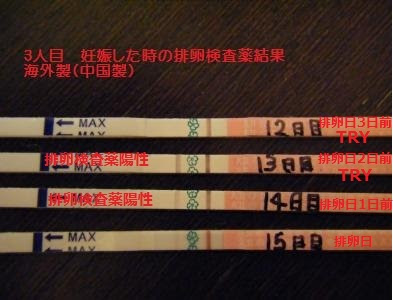 3人目 妊娠した時の排卵検査薬結果
海外製(中国製)
MAX 12日目 排卵日3日前
TRY
MAX 排卵検査薬陽性 13日目 排卵日2日前
TRY
MAX 排卵検査薬陽性 14日目 排卵日1日前
MAX 15日目 排卵日